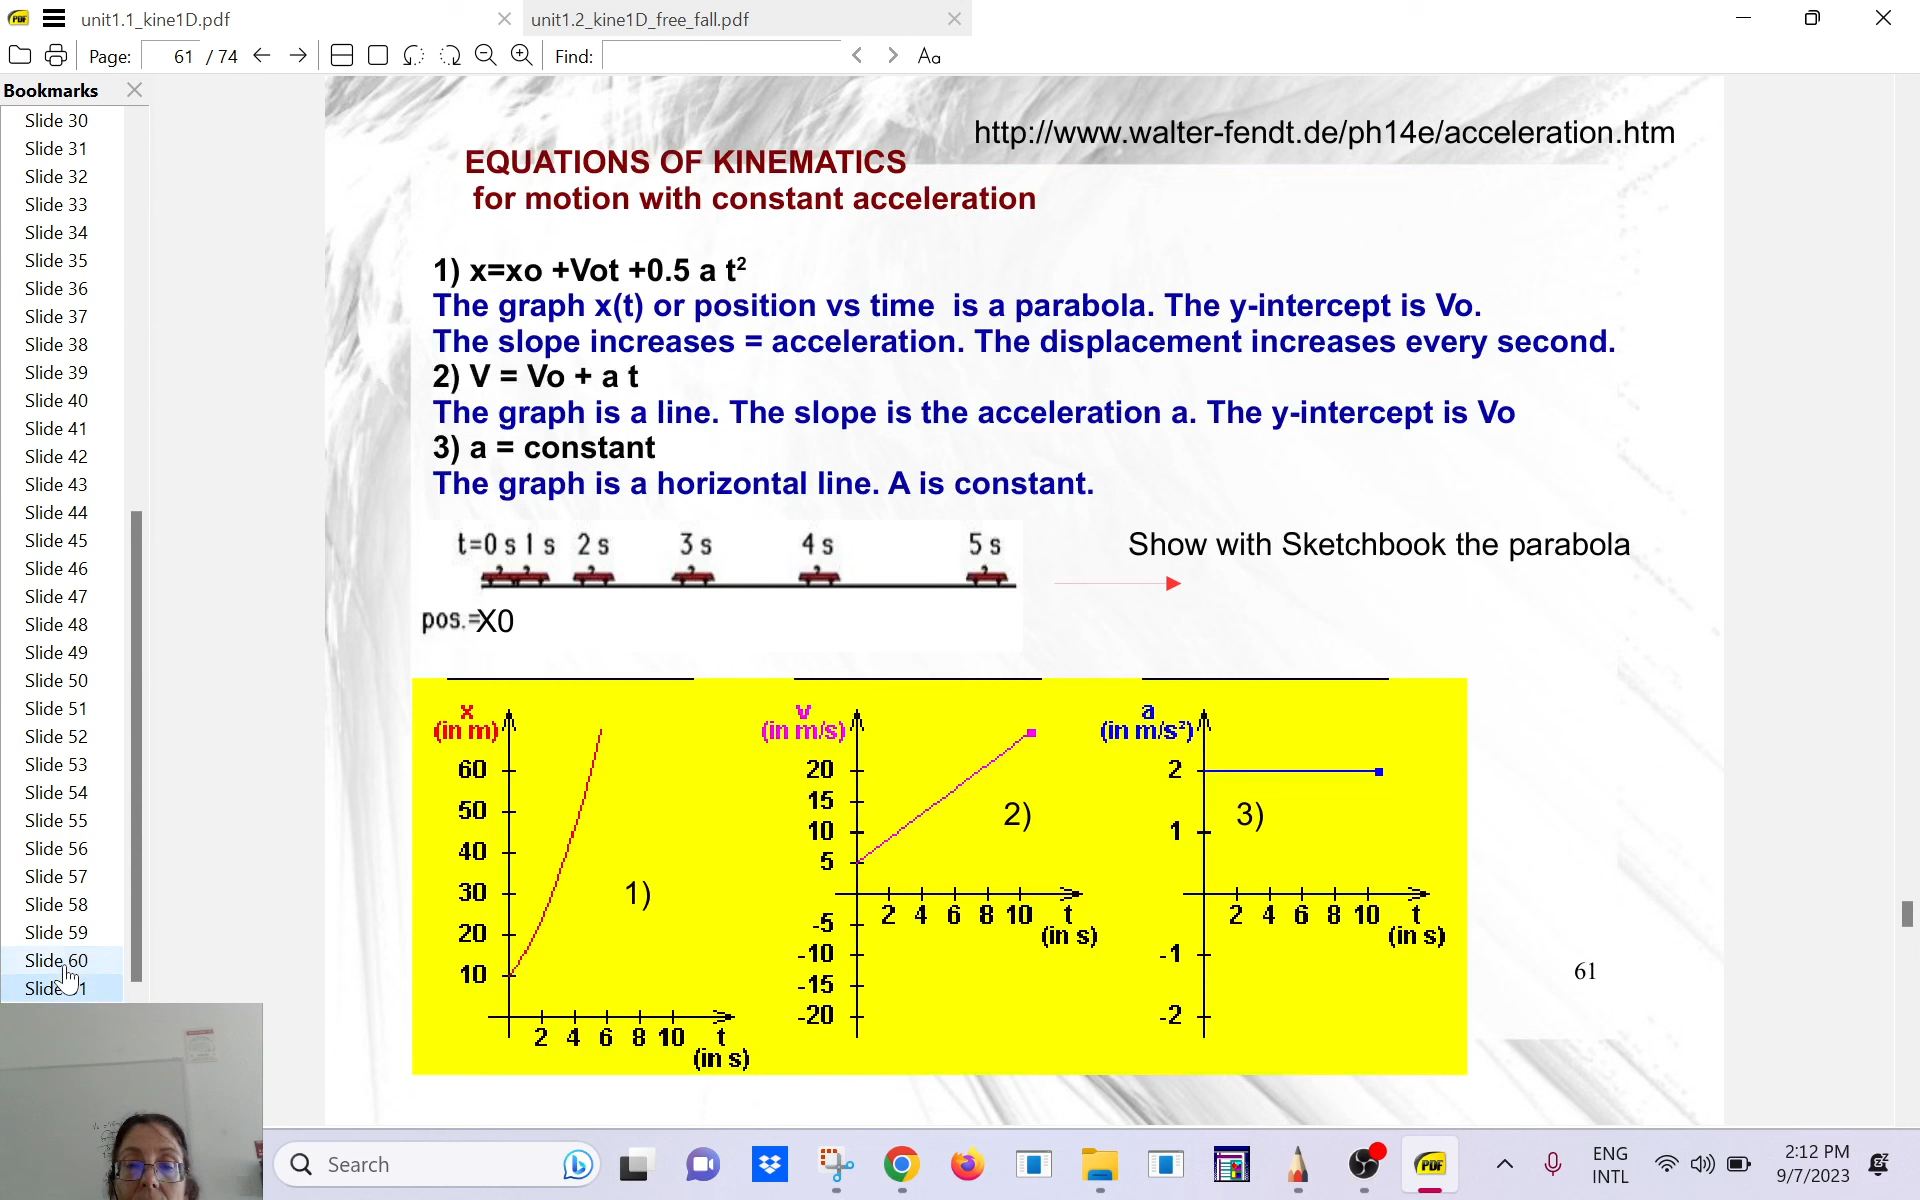 unit1.1_kine1D.pdf
unit1.2_kine1D_free_fall.pdf
Page: 61 / 74
Find:
Aa
Bookmarks
Slide 30
Slide 31
Slide 32
Slide 33
Slide 34
Slide 35
Slide 36
Slide 37
Slide 38
Slide 39
Slide 40
Slide 41
Slide 42
Slide 43
Slide 44
Slide 45
Slide 46
Slide 47
Slide 48
Slide 49
Slide 50
Slide 51
Slide 52
Slide 53
Slide 54
Slide 55
Slide 56
Slide 57
Slide 58
Slide 59
Slide 60
http://www.walter-fendt.de/ph14e/acceleration.htm
EQUATIONS OF KINEMATICS
for motion with constant acceleration
1) x=xo +Vot +0.5 a t²
The graph x(t) or position vs time is a parabola. The y-intercept is Vo.
The slope increases = acceleration. The displacement increases every second.
2) V = Vo + a t
The graph is a line. The slope is the acceleration a. The y-intercept is Vo
3) a = constant
The graph is a horizontal line. A is constant.
t=0 s 1 s 2 s 3 s 4 s 5 s
Show with Sketchbook the parabola
pos.=X0
x
(in m)
60
50
40
30
20
10
2 4 6 8 10 t
(in s)
1)
v
(in m/s)
20
15
10
5
-5
-10
-15
-20
2 4 6 8 10 t
(in s)
2)
a
(in m/s²)
2
1
-1
-2
2 4 6 8 10 t
(in s)
3)
61
Search
PDF
ENG
INTL
2:12 PM
9/7/2023